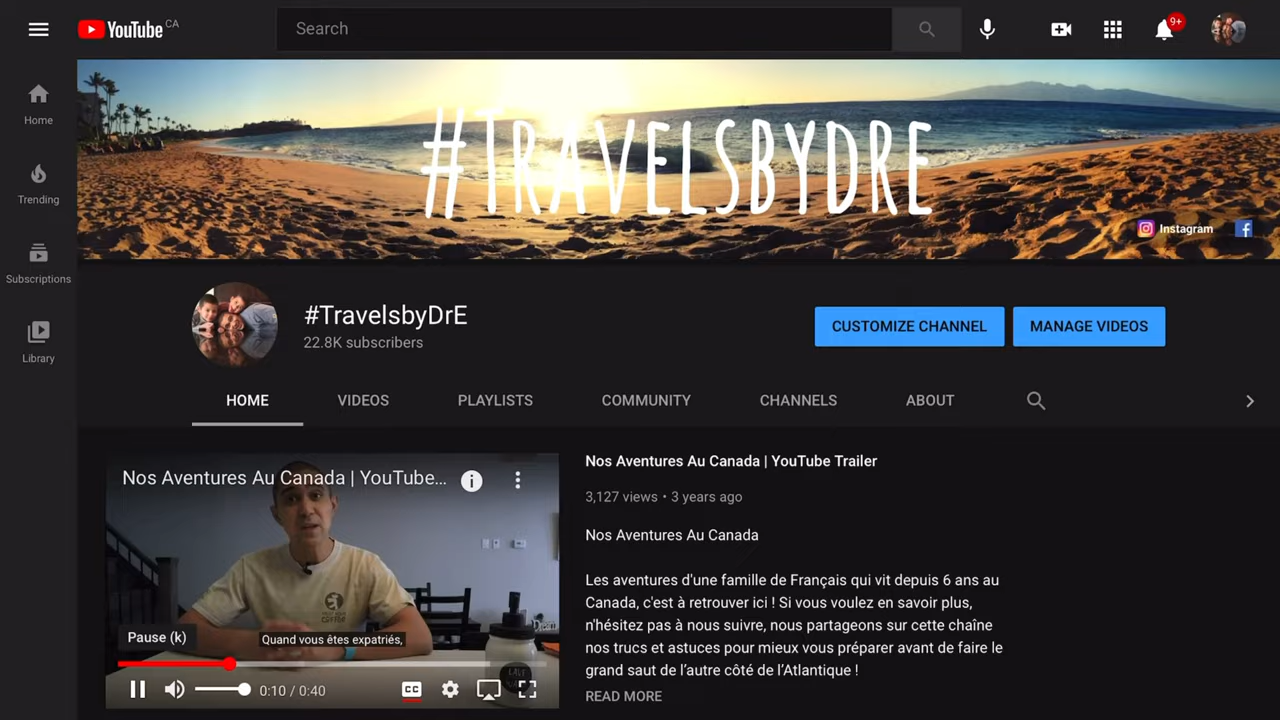 YouTube CA
Search
9+
Home
Trending
Subscriptions
Library
#TRAVELSBYDRE
Instagram
#TravelsbyDrE
22.8K subscribers
CUSTOMIZE CHANNEL
MANAGE VIDEOS
HOME
VIDEOS
PLAYLISTS
COMMUNITY
CHANNELS
ABOUT
Nos Aventures Au Canada | YouTube...
COFFEE
Pause (k)
Quand vous êtes expatriés,
0:10 / 0:40
CC
Nos Aventures Au Canada | YouTube Trailer
3,127 views • 3 years ago
Nos Aventures Au Canada
Les aventures d'une famille de Français qui vit depuis 6 ans au
Canada, c'est à retrouver ici ! Si vous voulez en savoir plus,
n'hésitez pas à nous suivre, nous partageons sur cette chaîne
nos trucs et astuces pour mieux vous préparer avant de faire le
grand saut de l’autre côté de l’Atlantique !
READ MORE